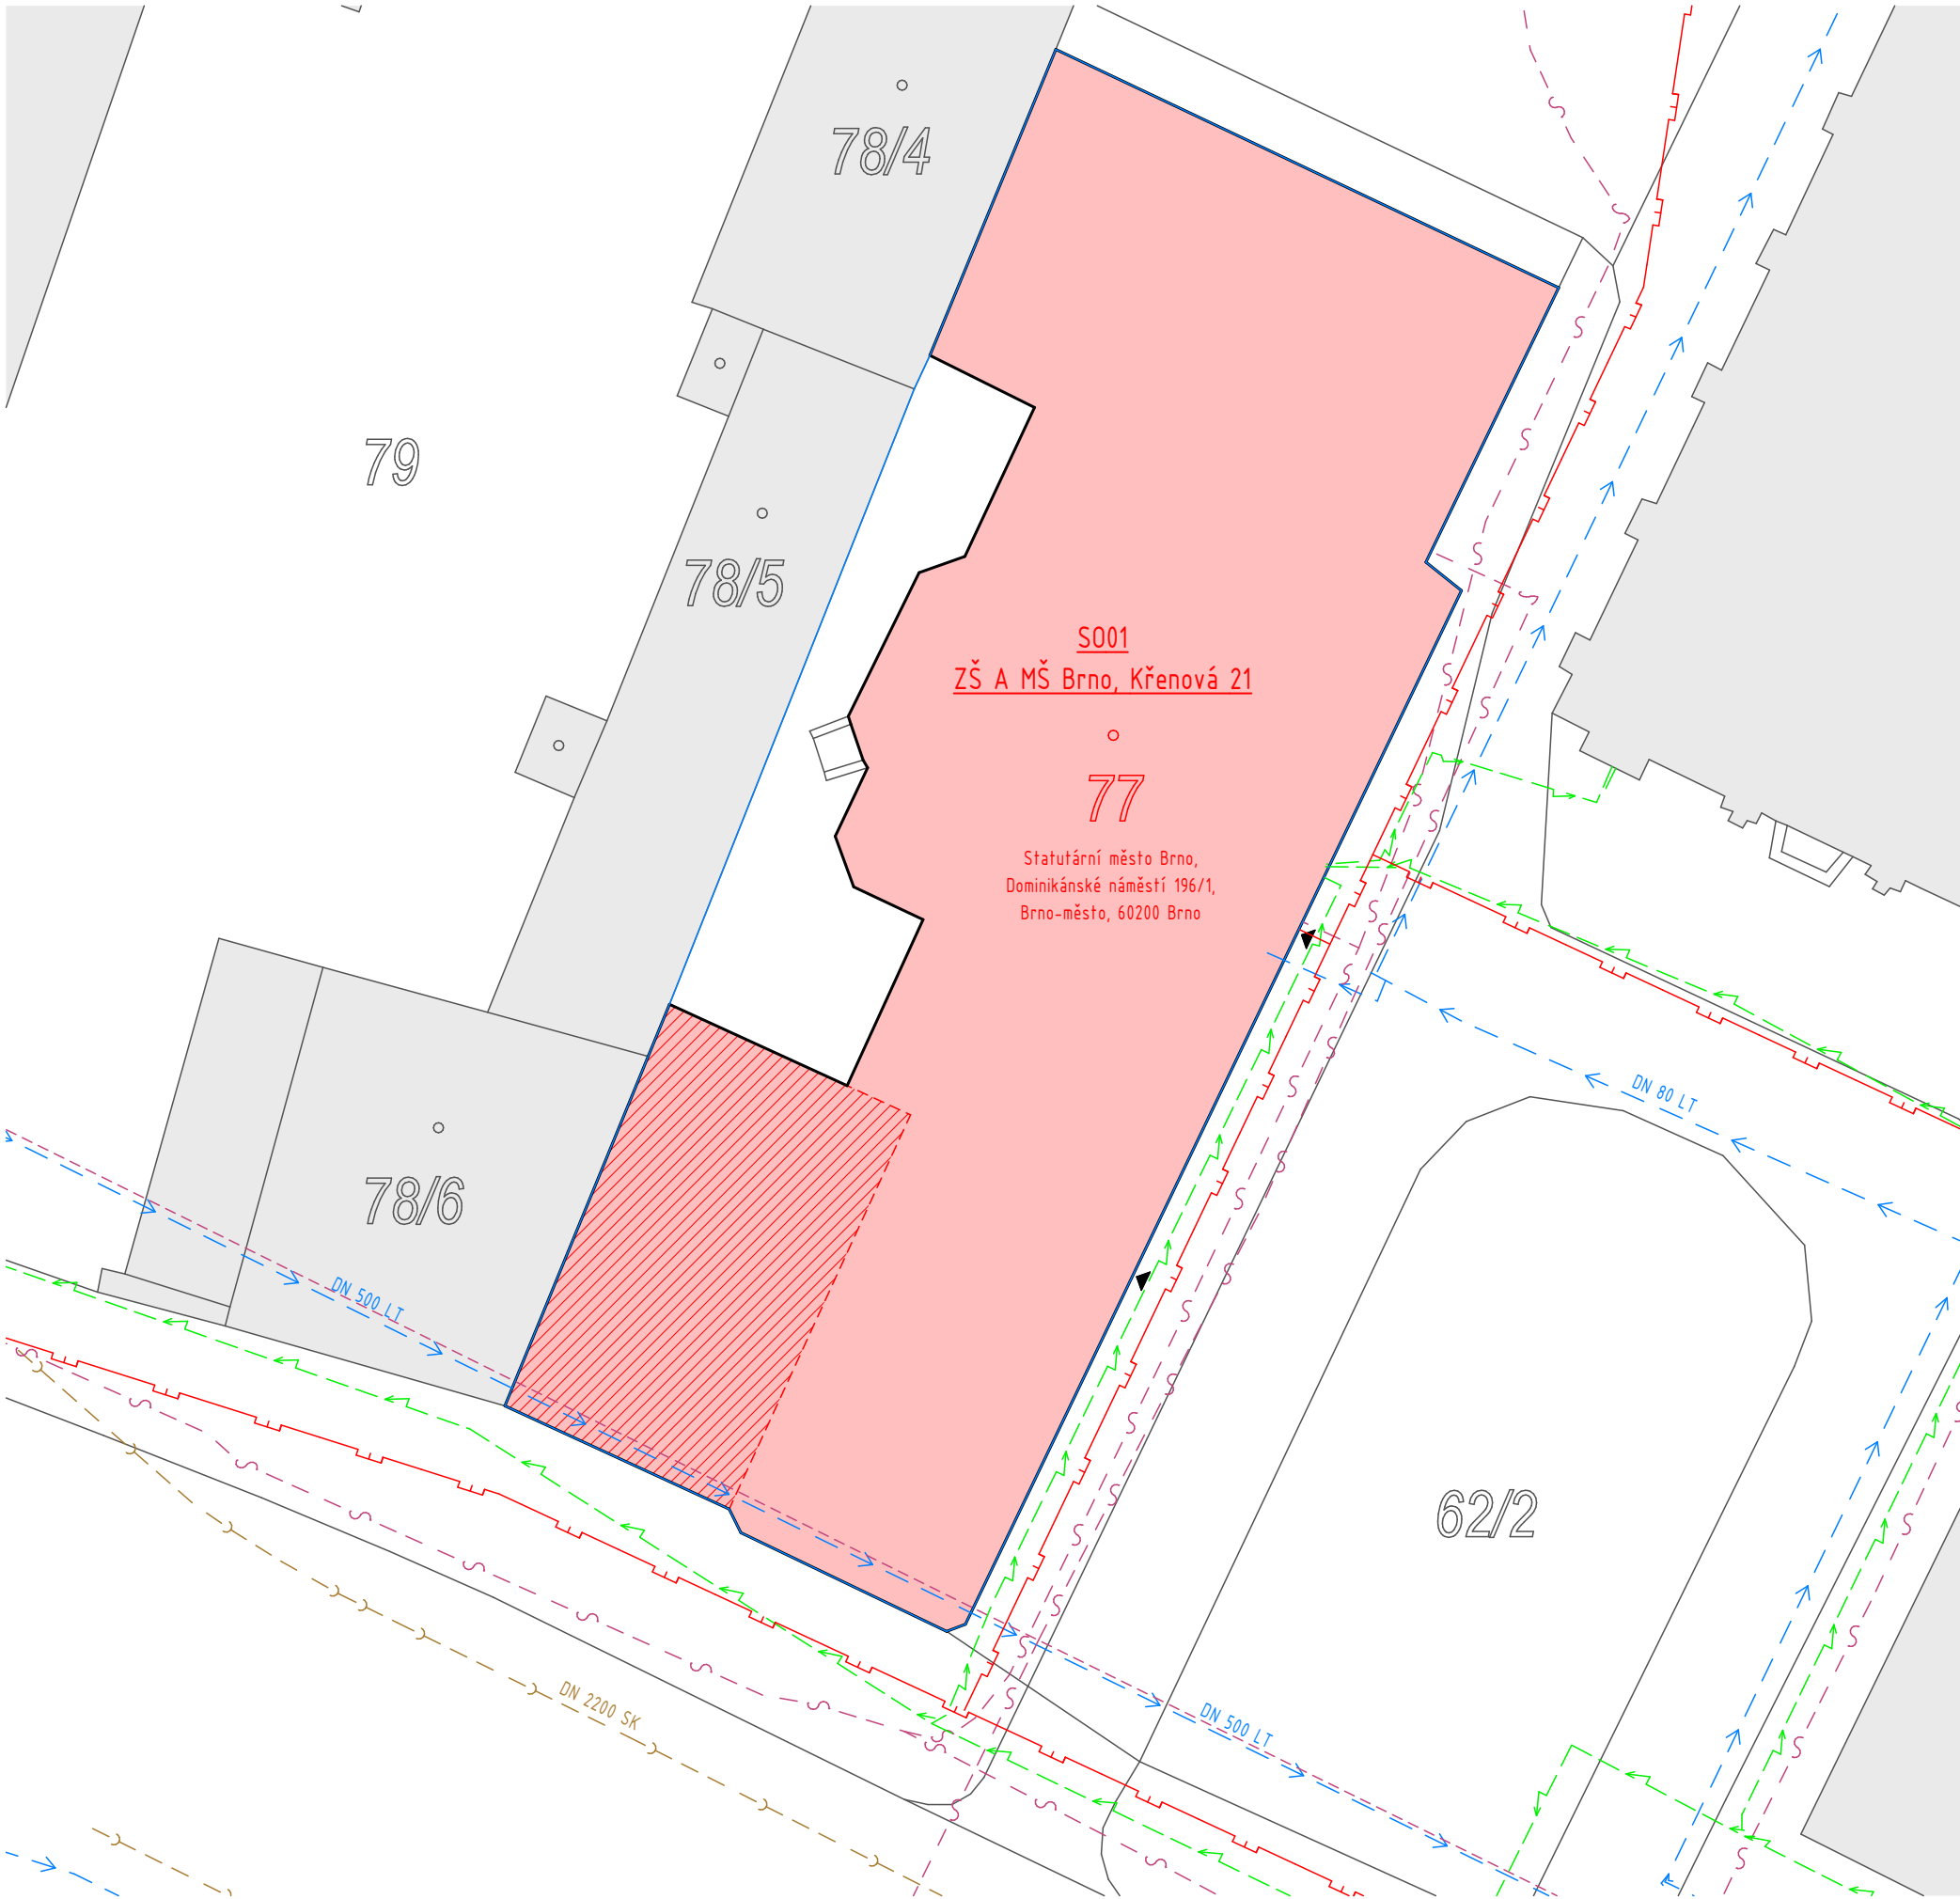 78/4
79
78/5
SO01
ZŠ A MŠ Brno, Křenová 21
77
Statutární město Brno,
Dominikánské náměstí 196/1,
Brno-město, 60200 Brno
DN 80 LT
78/6
DN 500 LT
62/2
DN 2200 SK
DN 500 LT